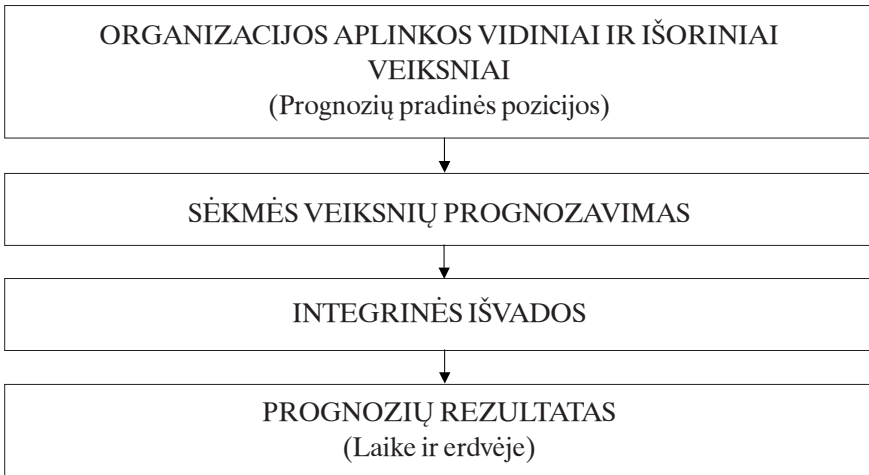 ORGANIZACIJOS APLINKOS VIDINIAI IR IŠORINIAI
VEIKSNIAI
(Prognozių pradinės pozicijos)
SĖKMĖS VEIKSNIŲ PROGNOZAVIMAS
INTEGRINĖS IŠVADOS
PROGNOZIŲ REZULTATAS
(Laike ir erdvėje)